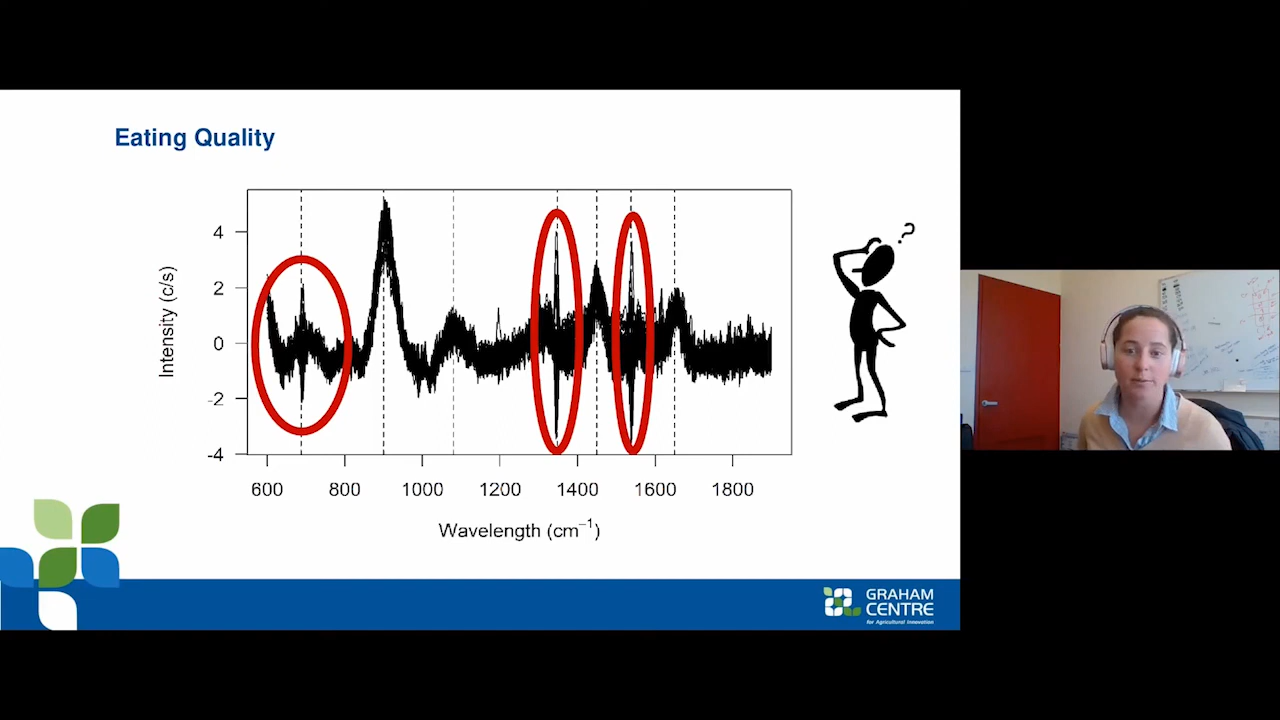 Eating Quality
Intensity (c/s)
4
2
0
-2
-4
600 800 1000 1200 1400 1600 1800
Wavelength (cm⁻¹)
?
GRAHAM
CENTRE
for Agricultural Innovation